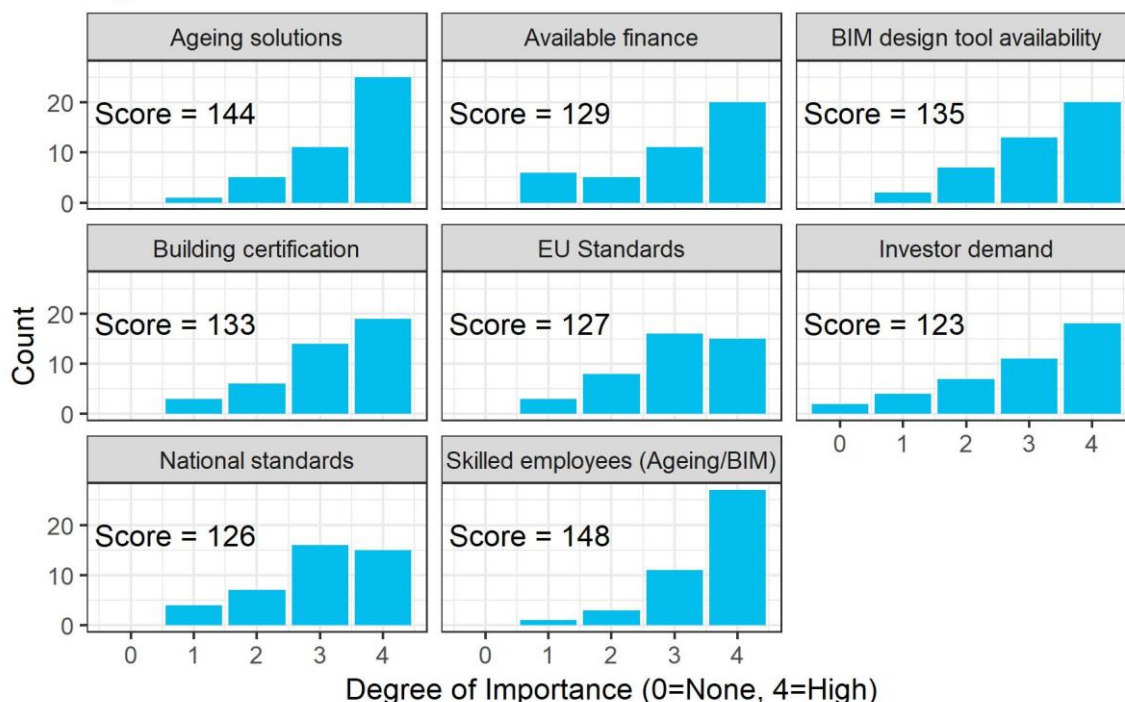 Ageing solutions
Available finance
BIM design tool availability
Score = 144
Score = 129
Score = 135
20
10
0
Building certification
EU Standards
Investor demand
Score = 133
Score = 127
Score = 123
20
10
0
0 1 2 3 4
National standards
Skilled employees (Ageing/BIM)
Score = 126
Score = 148
20
10
0
0 1 2 3 4
0 1 2 3 4
Count
Degree of Importance (0=None, 4=High)